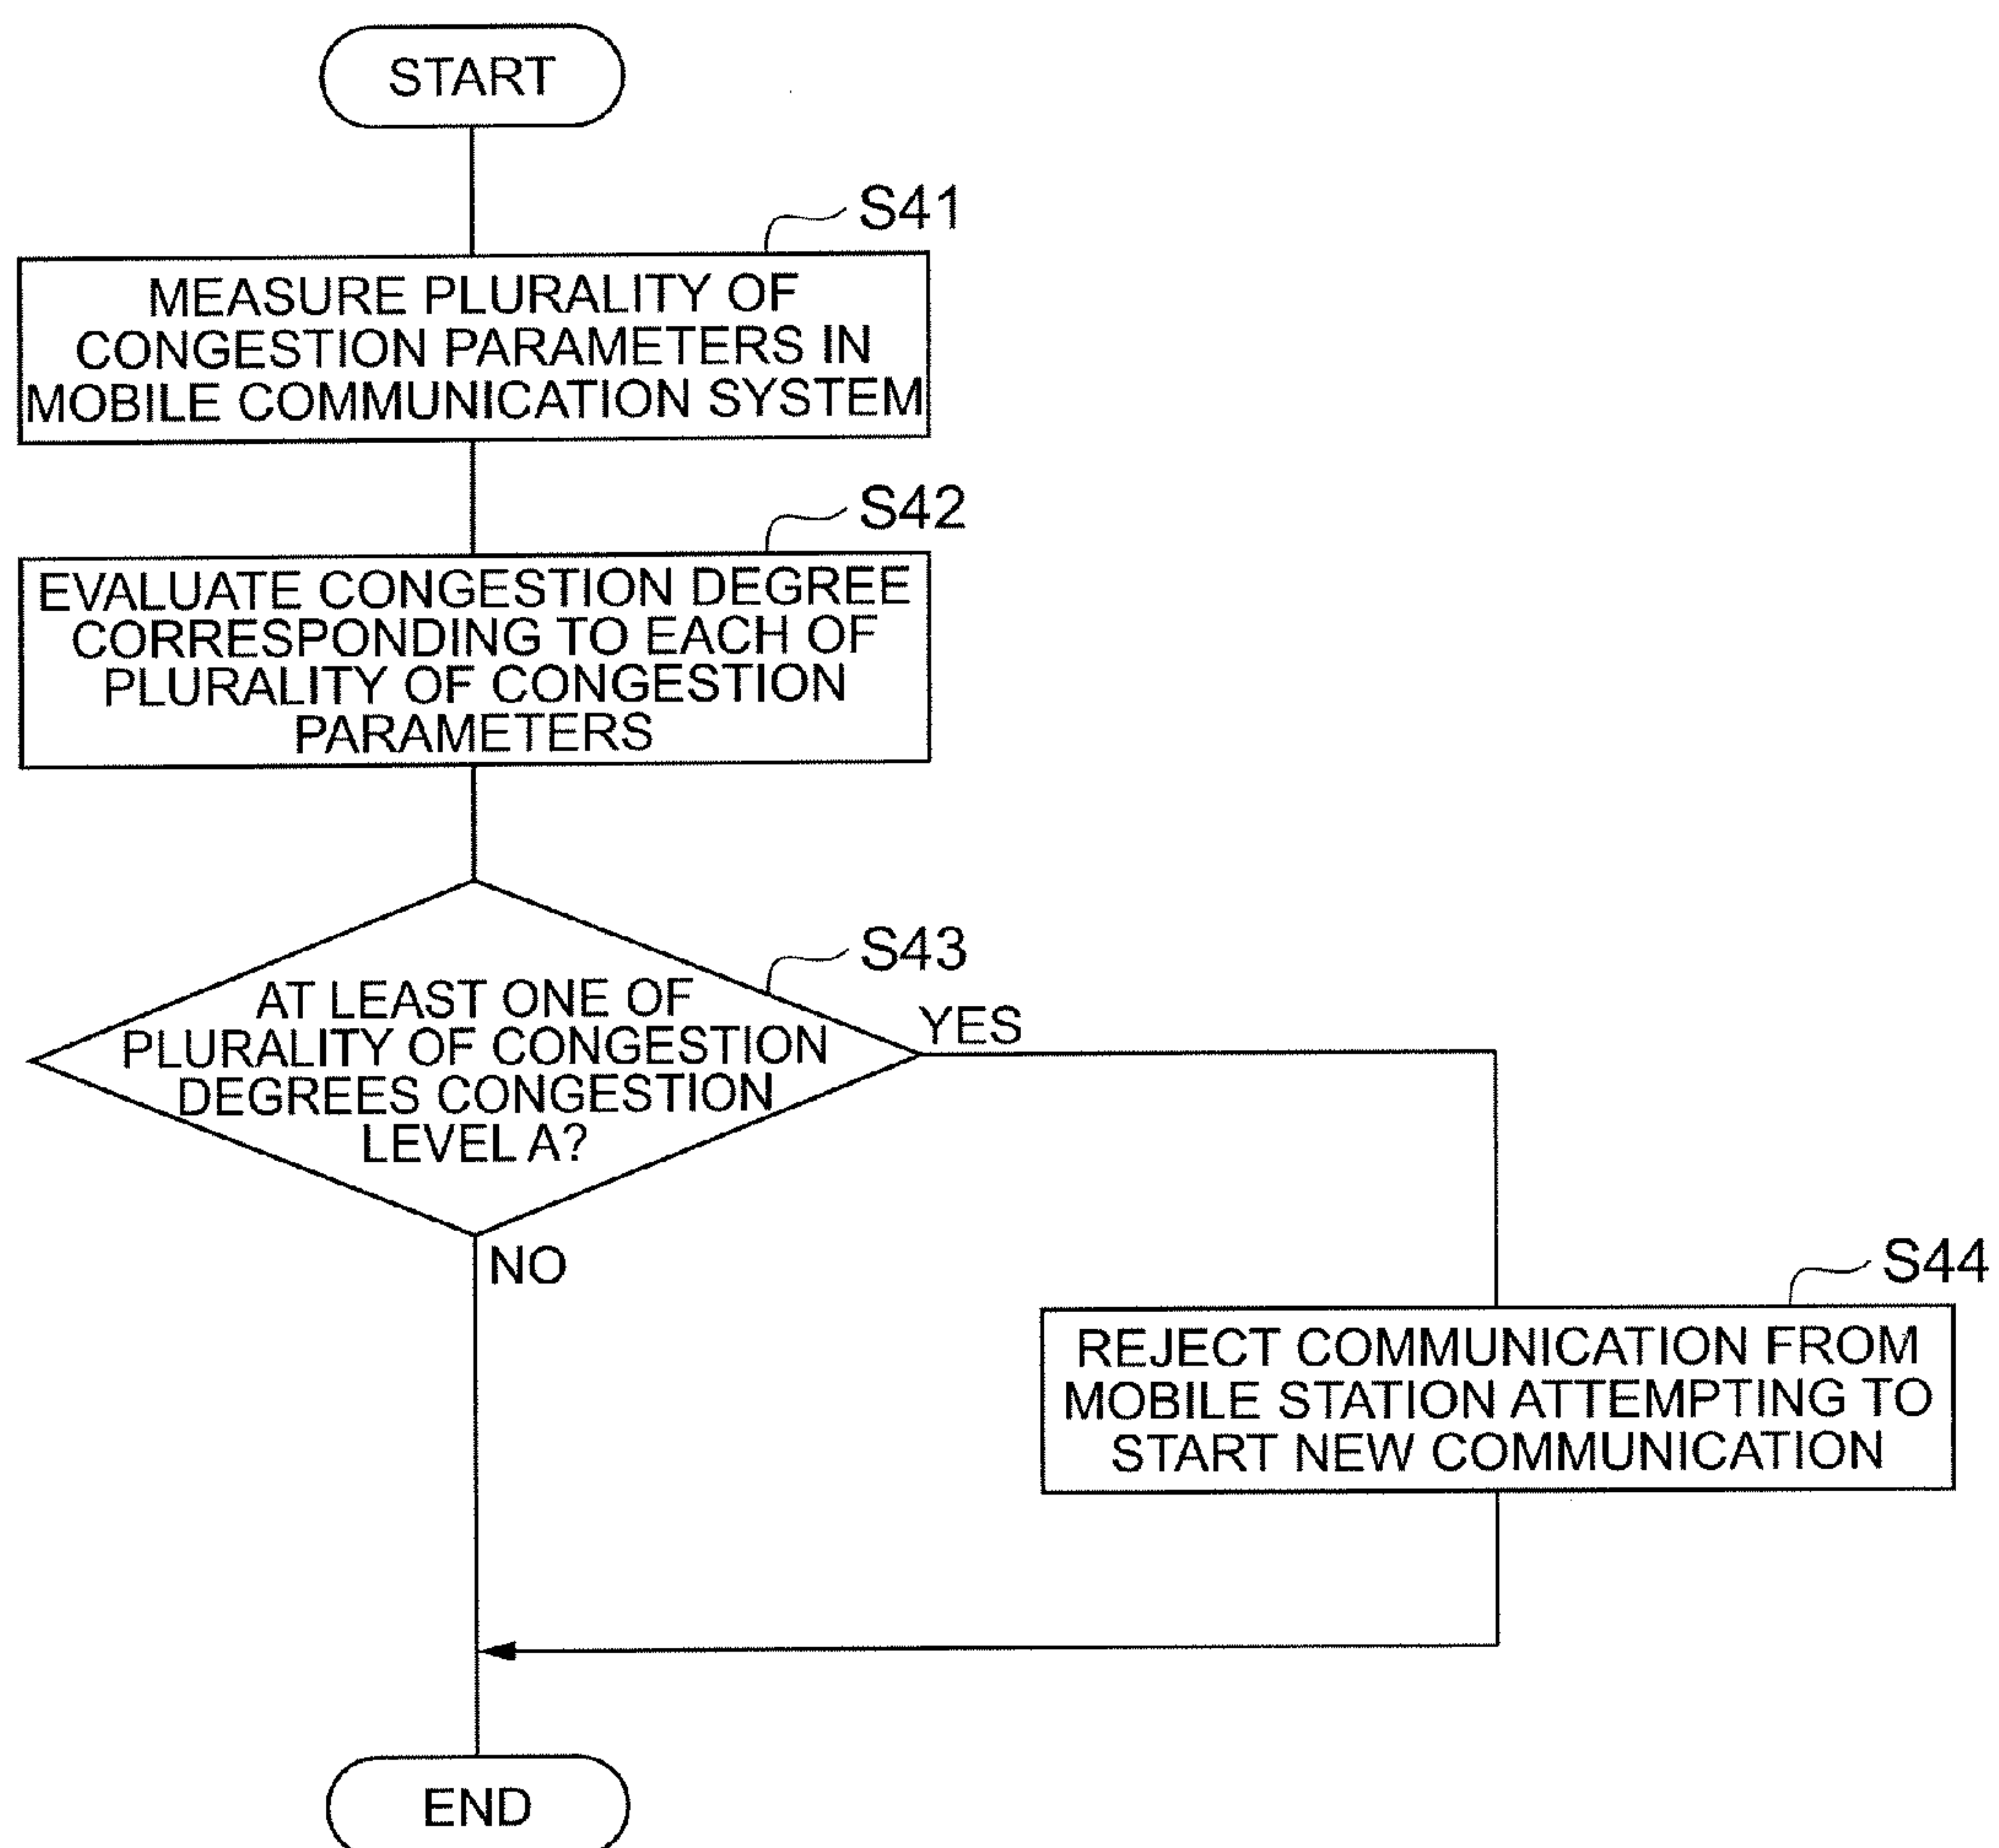 START
S41
MEASURE PLURALITY OF
CONGESTION PARAMETERS IN
MOBILE COMMUNICATION SYSTEM
S42
EVALUATE CONGESTION DEGREE
CORRESPONDING TO EACH OF
PLURALITY OF CONGESTION
PARAMETERS
S43
AT LEAST ONE OF
PLURALITY OF CONGESTION
DEGREES CONGESTION
LEVEL A?
YES
NO
S44
REJECT COMMUNICATION FROM
MOBILE STATION ATTEMPTING TO
START NEW COMMUNICATION
END